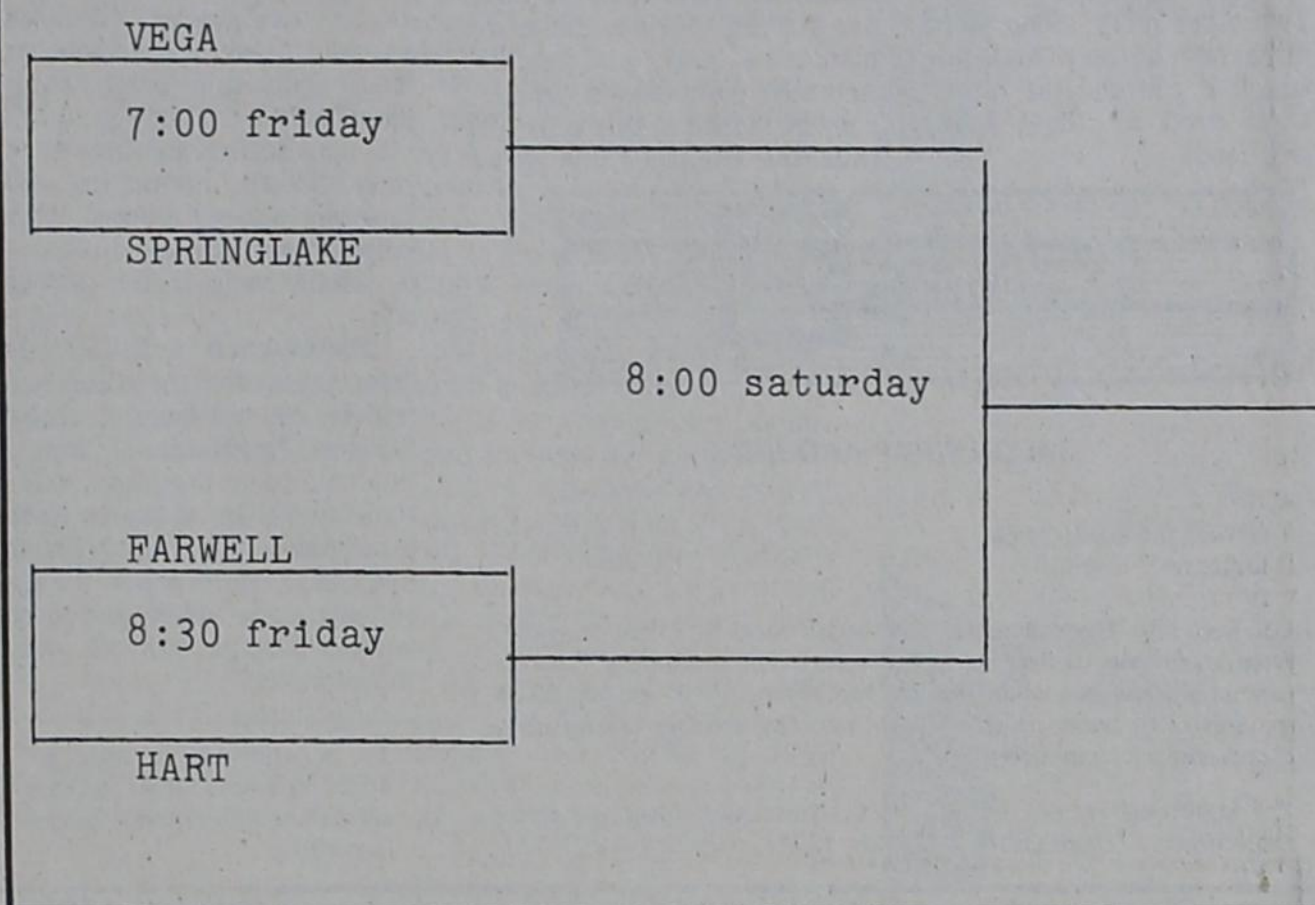 VEGA
7:00 friday
SPRINGLAKE
8:00 saturday
FARWELL
8:30 friday
HART